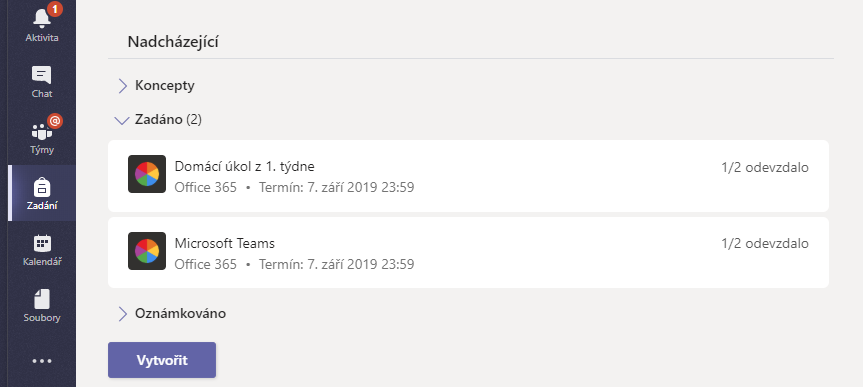 1
Aktivita
Chat
@
Týmy
Zadání
Kalendář
Soubory
Nadcházející
Koncepty
Zadáno (2)
Domácí úkol z 1. týdne
1/2 odevzdalo
Office 365 • Termín: 7. září 2019 23:59
Microsoft Teams
1/2 odevzdalo
Office 365 • Termín: 7. září 2019 23:59
Oznámkováno
Vytvořit